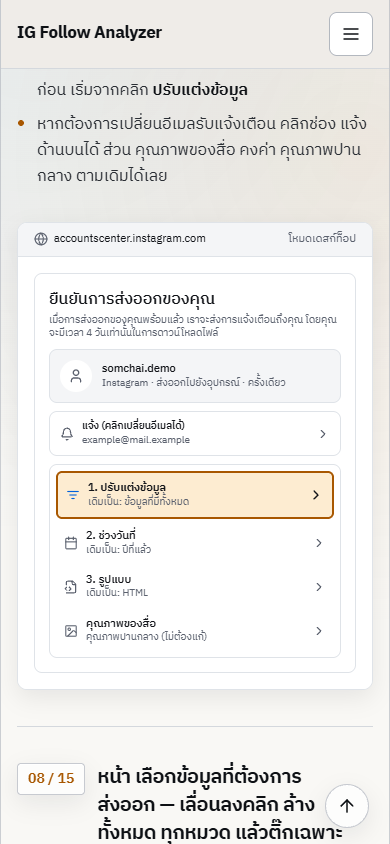 IG Follow Analyzer
ก่อน เริ่มจากคลิก ปรับแต่งข้อมูล
หากต้องการเปลี่ยนอีเมลรับแจ้งเตือน คลิกช่อง แจ้ง
ด้านบนได้ ส่วน คุณภาพของสื่อ คงค่า คุณภาพปาน
กลาง ตามเดิมได้เลย
accountscenter.instagram.com
โหมดเดสก์ท็อป
ยืนยันการส่งออกของคุณ
เมื่อการส่งออกของคุณพร้อมแล้ว เราจะส่งการแจ้งเตือนถึงคุณ โดยคุณ
จะมีเวลา 4 วันเท่านั้นในการดาวน์โหลดไฟล์
somchai.demo
Instagram · ส่งออกไปยังอุปกรณ์ · ครั้งเดียว
แจ้ง (คลิกเปลี่ยนอีเมลได้)
example@mail.example
1. ปรับแต่งข้อมูล
เดิมเป็น: ข้อมูลที่มีทั้งหมด
2. ช่วงวันที่
เดิมเป็น: ปีที่แล้ว
3. รูปแบบ
เดิมเป็น: HTML
คุณภาพของสื่อ
คุณภาพปานกลาง (ไม่ต้องแก้)
08 / 15
หน้า เลือกข้อมูลที่ต้องการ
ส่งออก — เลื่อนลงคลิก ล้าง
ทั้งหมด ทุกหมวด แล้วติ๊กเฉพาะ